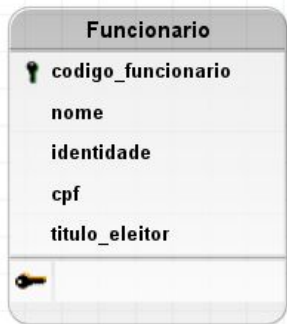 Funcionario
codigo_funcionario
nome
identidade
cpf
titulo_eleitor